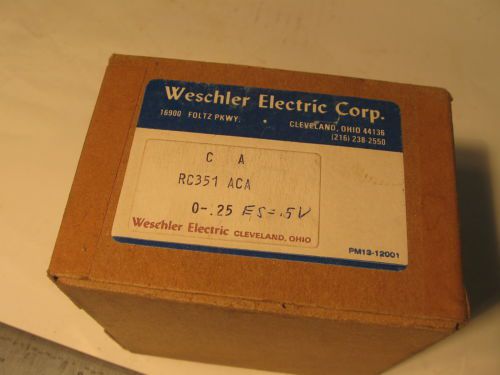 Weschler Electric Corp.
16900 FOLTZ PKWY. CLEVELAND, OHIO 44136
(216) 238-2550
C A
RC351 ACA
0-.25 ES=.5V
Weschler Electric CLEVELAND, OHIO
PM13-12001